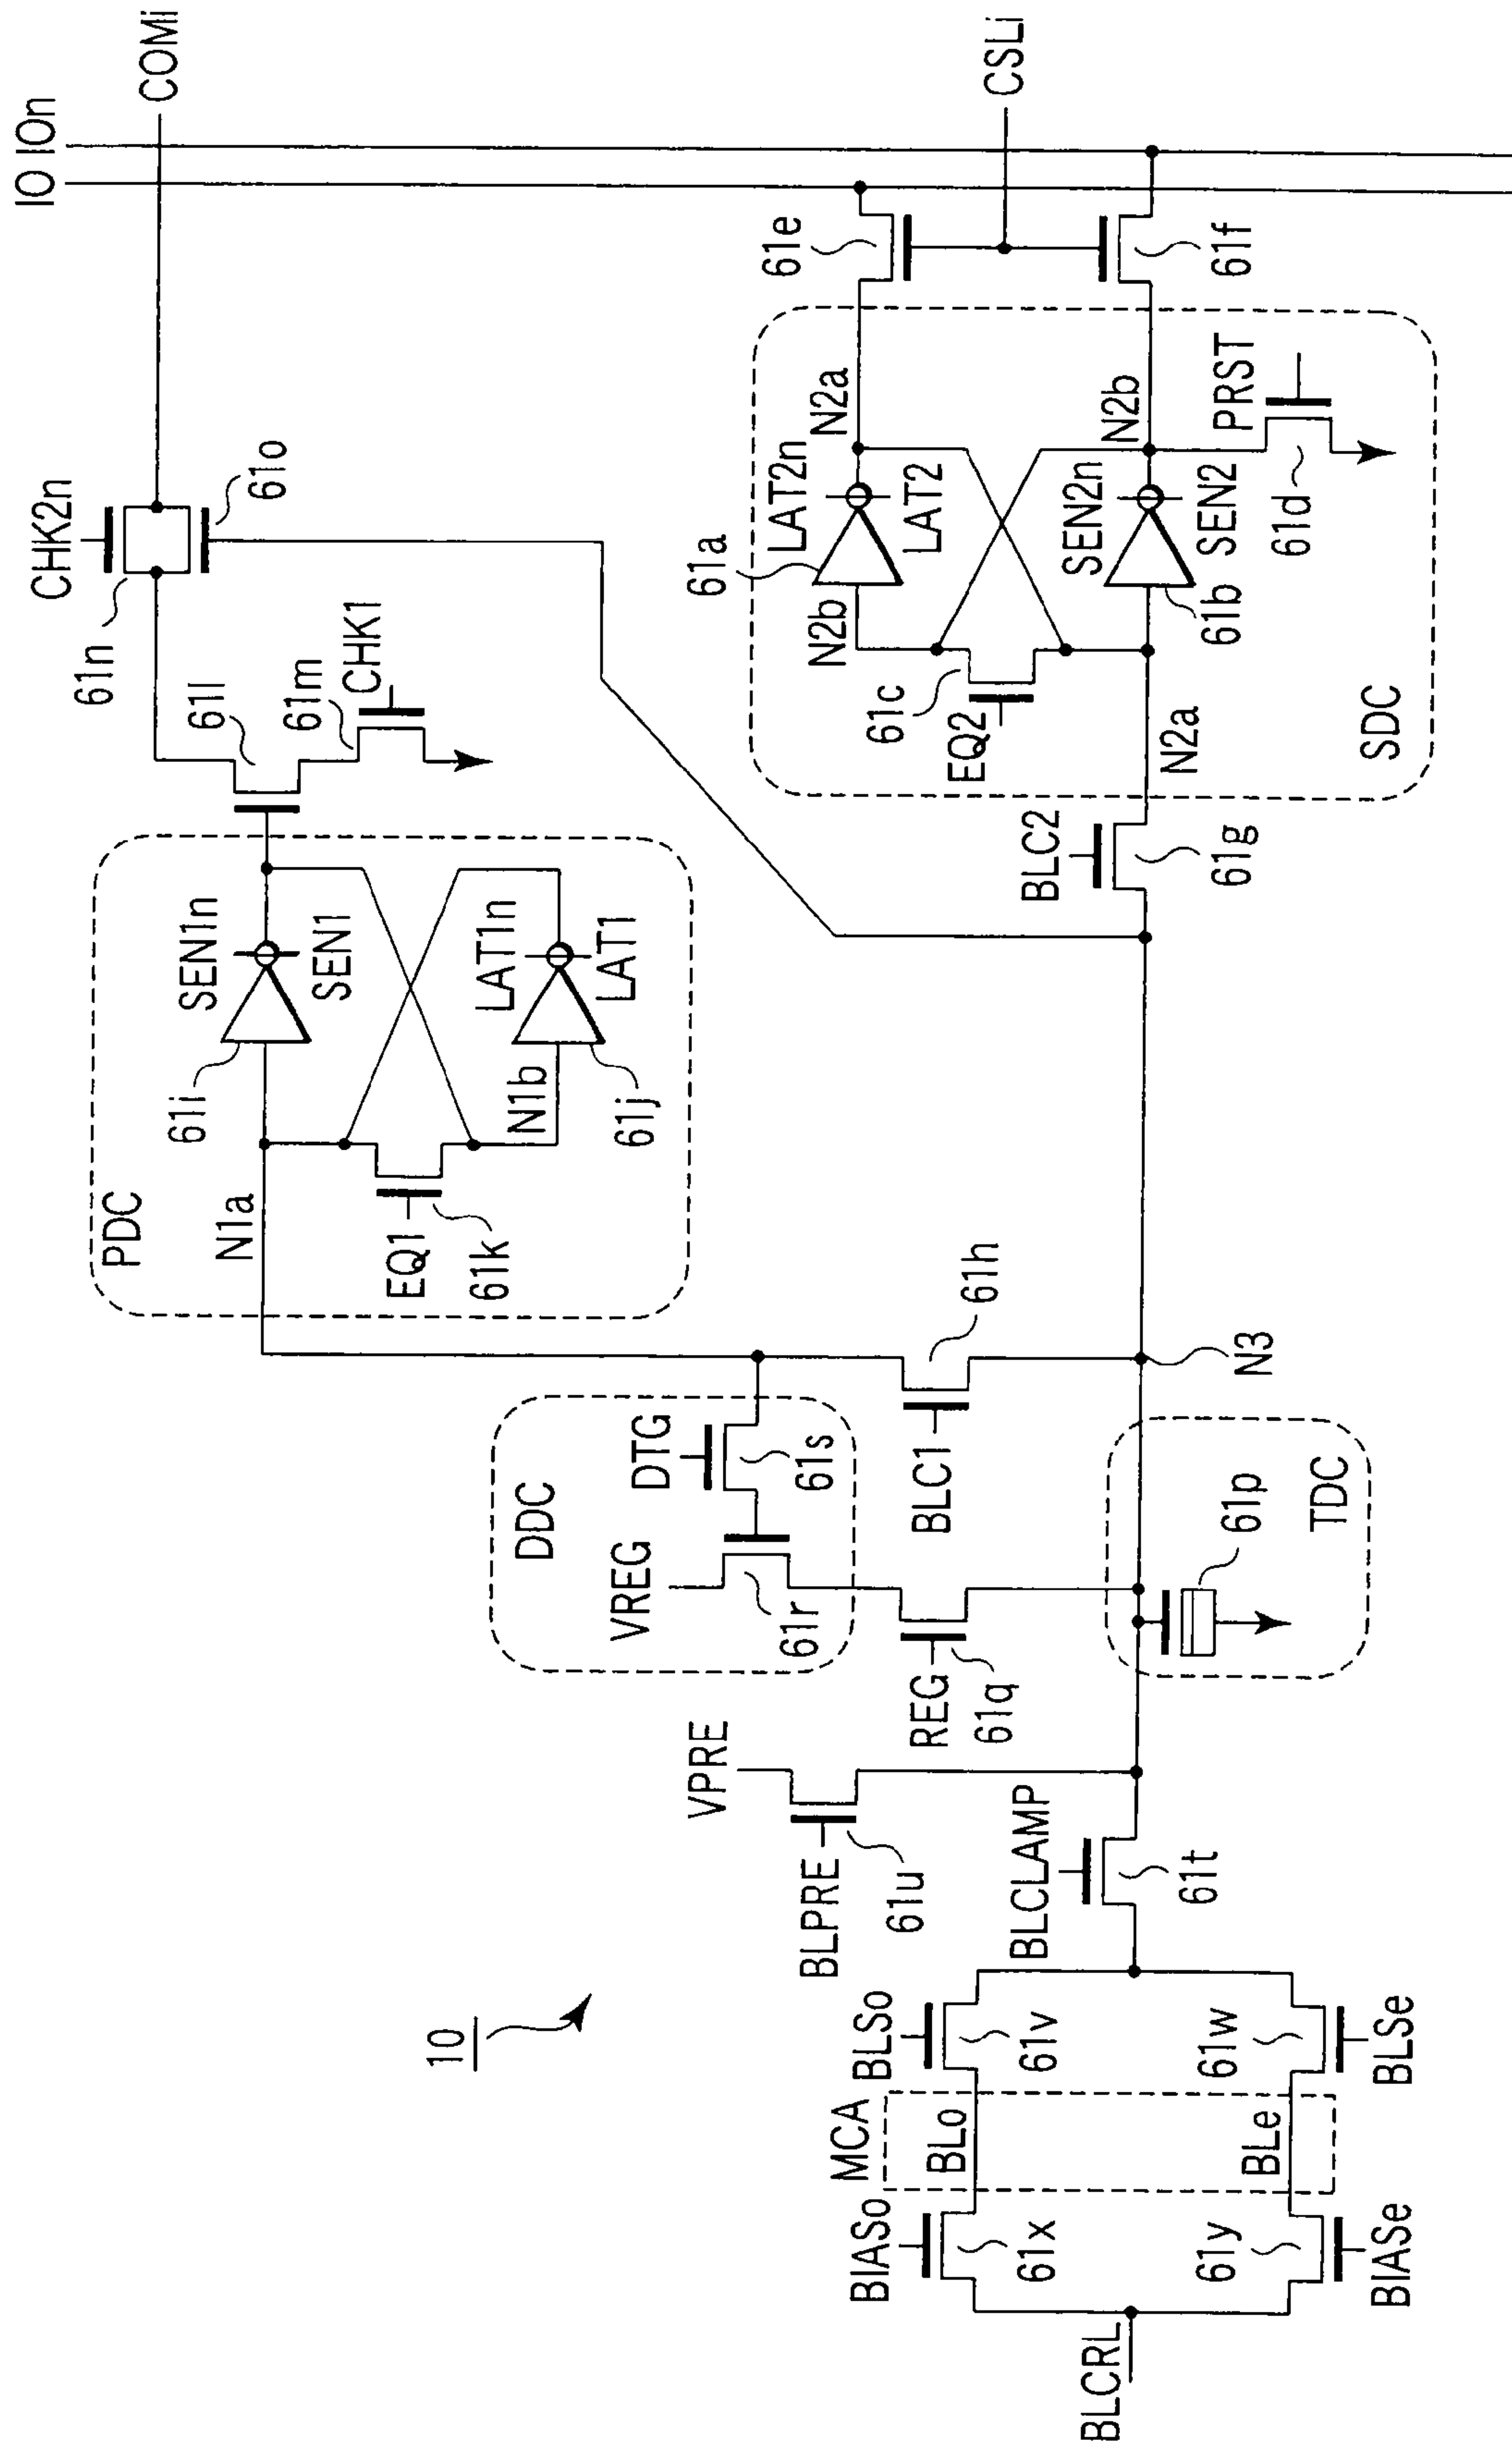 IO IOn
COMi
CSLi
CHK2n
61o
61n
61l
61m
CHK1
61e
61f
N2a
N2b
PRST
61d
LAT2n
LAT2
61a
SEN2n
SEN2
61b
N2b
61c
EQ2
N2a
SDC
BLC2
61g
PDC
SEN1n
SEN1
61i
LAT1n
LAT1
61j
N1b
N1a
EQ1
61k
61h
N3
BLC1
DDC
DTG
61s
VREG
61r
REG
61q
TDC
61p
VPRE
BLPRE
61u
BLCLAMP
61t
10
BLSo
61v
61w
BLSe
MCA
BLo
BLe
BIASo
61x
61y
BIASe
BLCRL